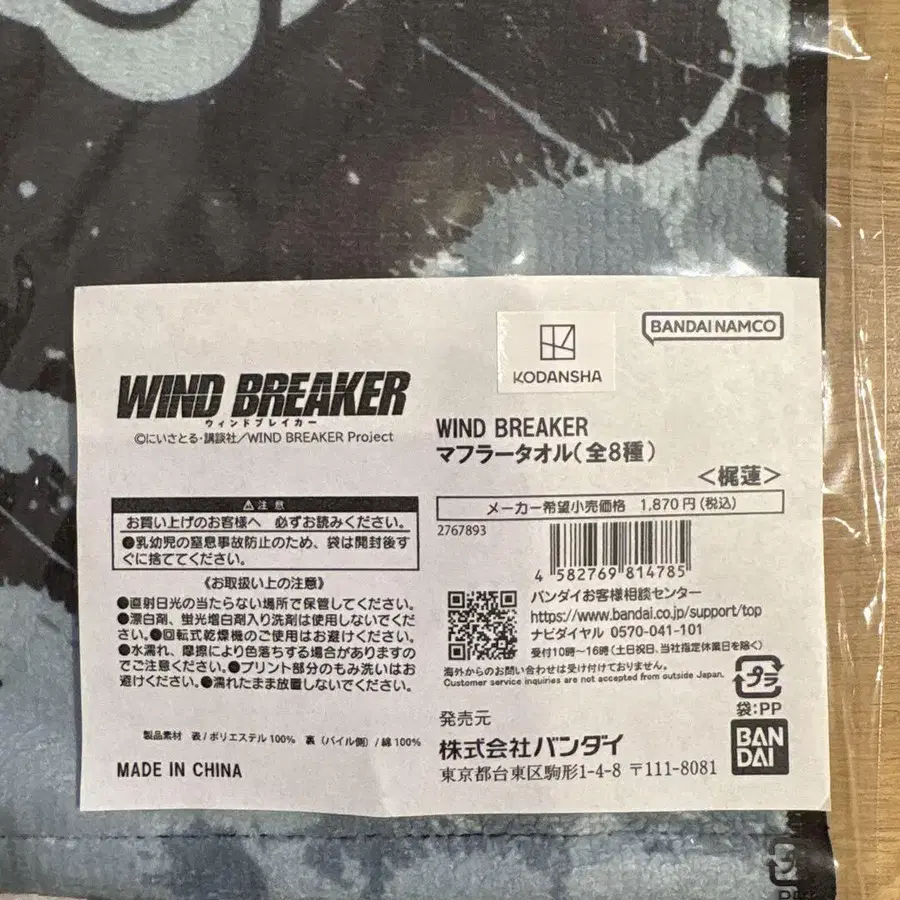 WIND BREAKER
ウィンドブレイカー
©にいさとる・講談社/WIND BREAKER Project
KODANSHA
BANDAI NAMCO
WIND BREAKER
マフラータオル(全8種)
<梶蓮>
メーカー希望小売価格 1,870円(税込)
2767893
4 582769 814785
⚠注意
お買い上げのお客様へ 必ずお読みください。
●乳幼児の窒息事故防止のため、袋は開封後す
ぐに捨ててください。
《お取扱い上の注意》
●直射日光の当たらない場所で保管してください。
●漂白剤、蛍光増白剤入り洗剤は使用しないでくだ
さい。●回転式乾燥機のご使用はお避けください。
●水濡れ、摩擦により色落ちする場合があります
のでご注意ください。●プリント部分のもみ洗いはお
避けください。●濡れたまま放置しないでください。
製品素材 表/ポリエステル100% 裏(パイル側)/綿100%
MADE IN CHINA
バンダイお客様相談センター
https://www.bandai.co.jp/support/top
ナビダイヤル 0570-041-101
受付10時~16時(土日祝日、当社指定休業日を除く)
海外からのお問い合わせは受け付けておりません。
Customer service inquiries are not accepted from outside Japan.
プラ
袋:PP
発売元
株式会社バンダイ
東京都台東区駒形1-4-8 〒111-8081
BAN
DAI